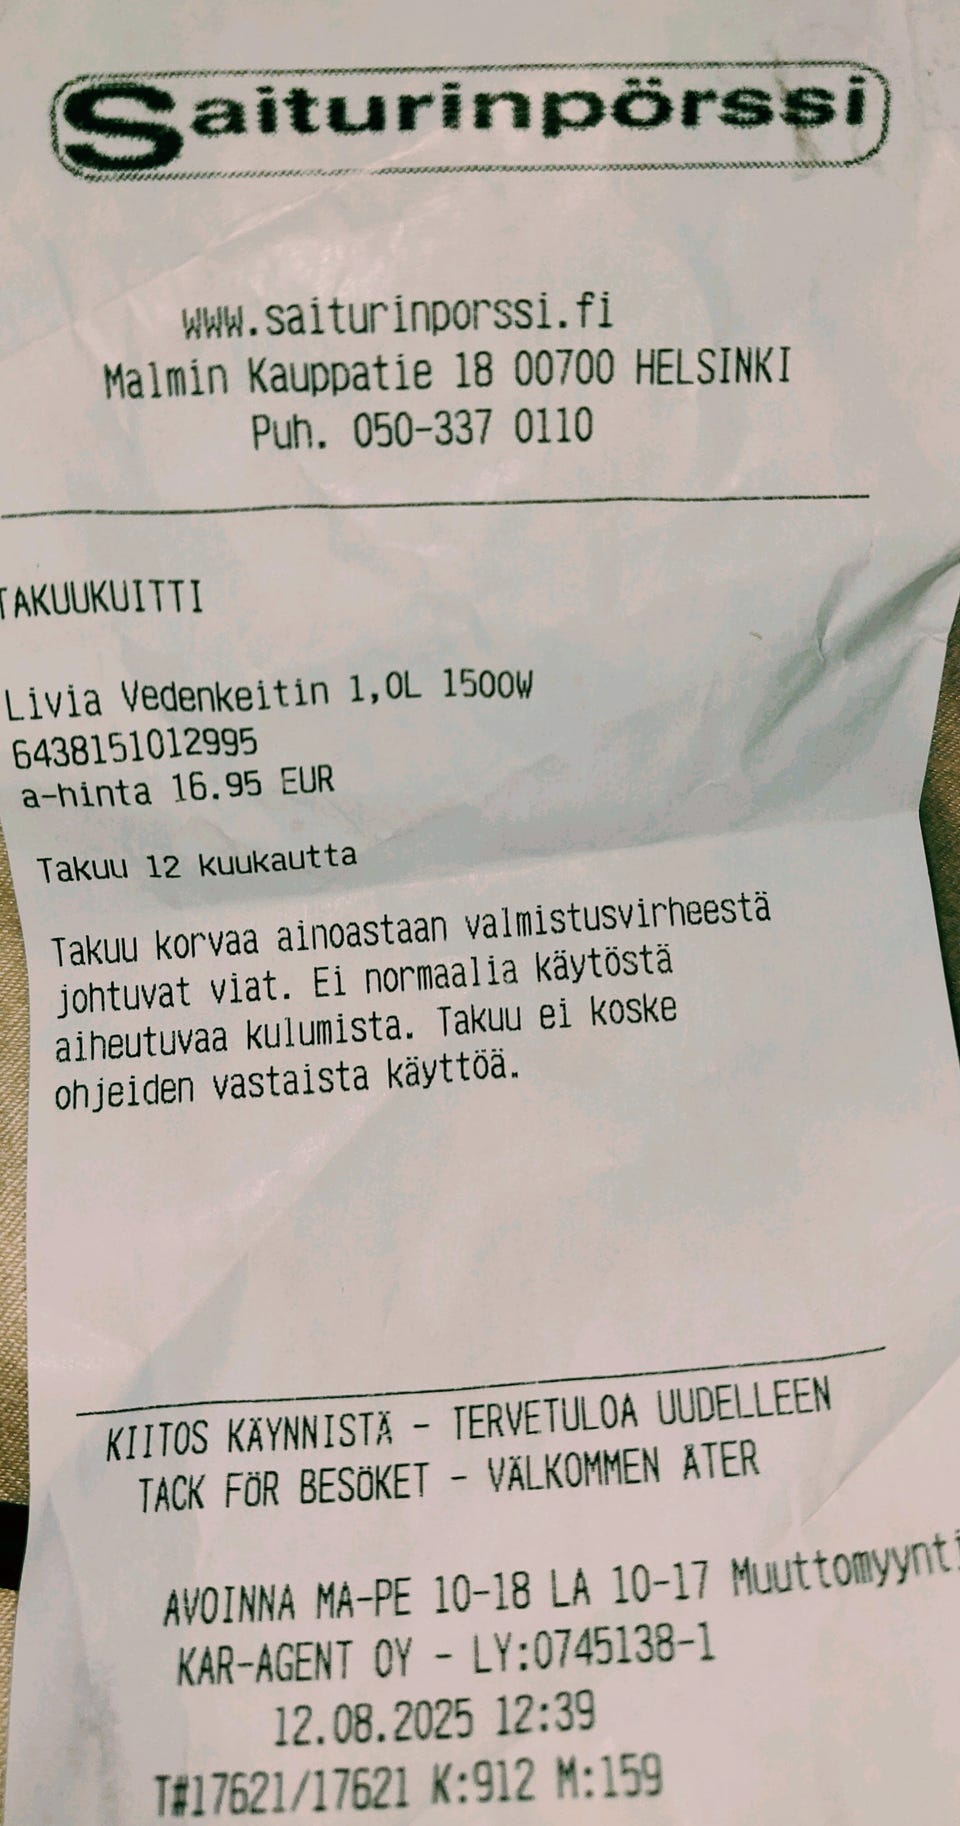 Saiturinpörssi
www.saiturinporssi.fi
Malmin Kauppatie 18 00700 HELSINKI
Puh. 050-337 0110
TAKUUKUITTI
Livia Vedenkeitin 1,0L 1500W
6438151012995
a-hinta 16.95 EUR
Takuu 12 kuukautta
Takuu korvaa ainoastaan valmistusvirheestä
johtuvat viat. Ei normaalia käytöstä
aiheutuvaa kulumista. Takuu ei koske
ohjeiden vastaista käyttöä.
KIITOS KÄYNNISTÄ - TERVETULOA UUDELLEEN
TACK FÖR BESÖKET - VÄLKOMMEN ÅTER
AVOINNA MA-PE 10-18 LA 10-17 Muuttomyynti
KAR-AGENT OY - LY:0745138-1
12.08.2025 12:39
T#17621/17621 K:912 M:159